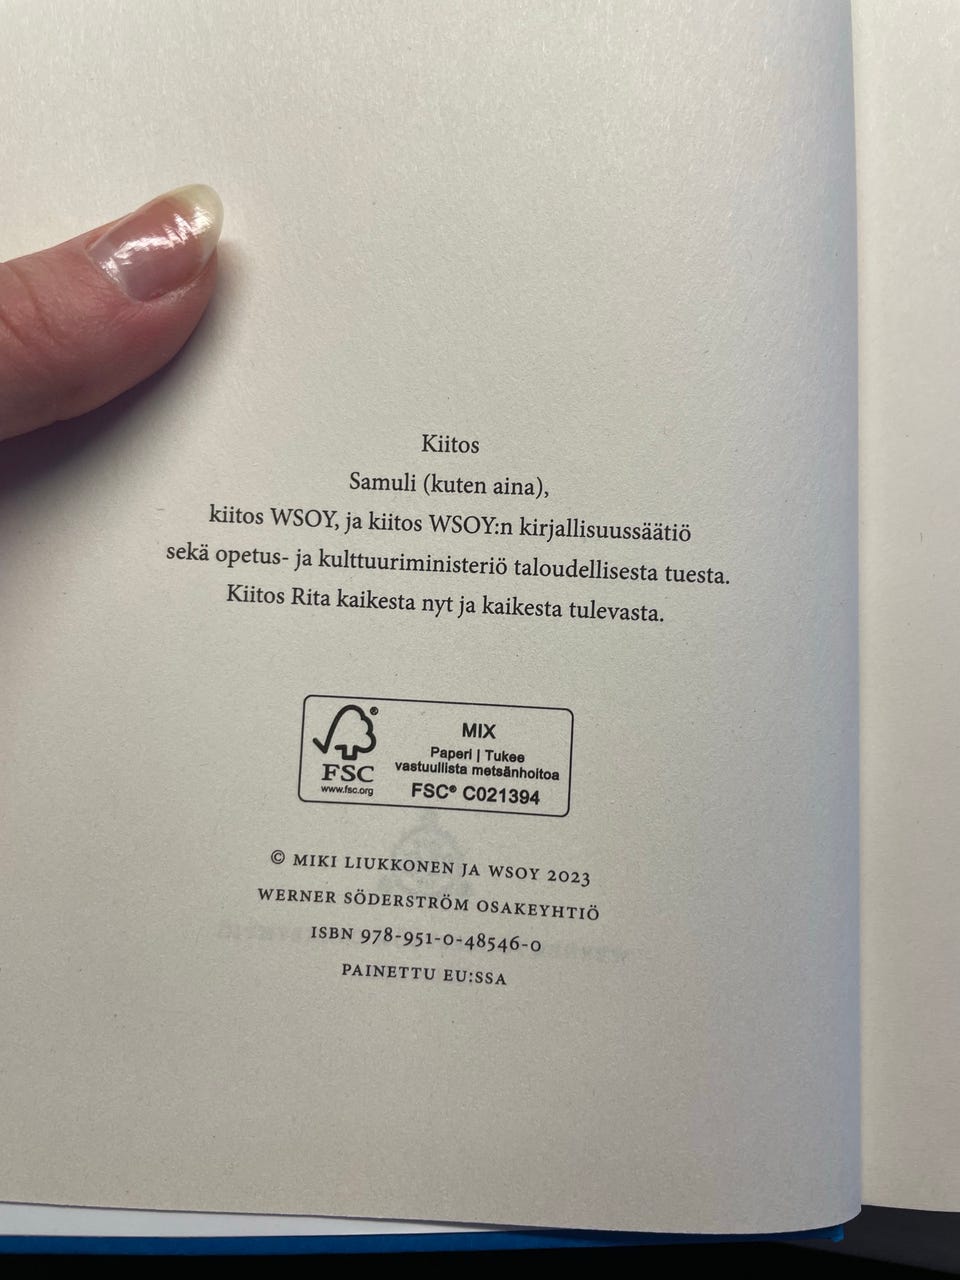 Kiitos
Samuli (kuten aina),
kiitos WSOY, ja kiitos WSOY:n kirjallisuussäätiö
sekä opetus- ja kulttuuriministeriö taloudellisesta tuesta.
Kiitos Rita kaikesta nyt ja kaikesta tulevasta.
FSC
www.fsc.org
MIX
Paperi | Tukee
vastuullista metsänhoitoa
FSC® C021394
© MIKI LIUKKONEN JA WSOY 2023
WERNER SÖDERSTRÖM OSAKEYHTIÖ
ISBN 978-951-0-48546-0
PAINETTU EU:SSA